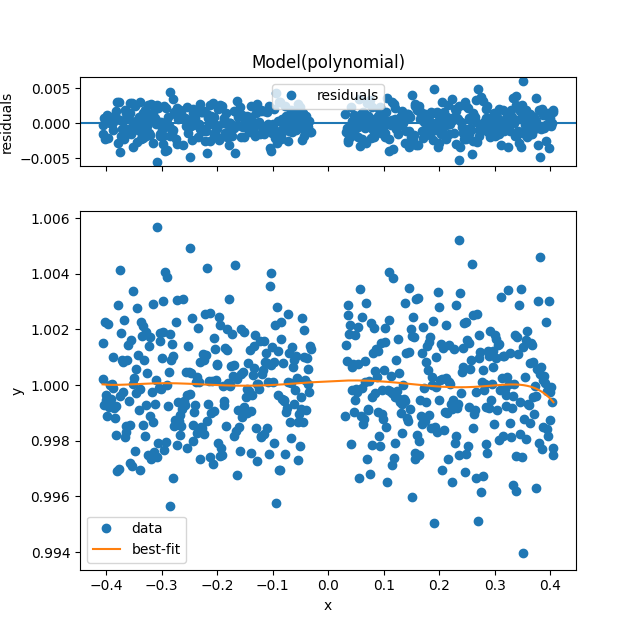 Model(polynomial)
residuals
0.005
0.000
−0.005
residuals
y
1.006
1.004
1.002
1.000
0.998
0.996
0.994
data
best-fit
−0.4
−0.3
−0.2
−0.1
0.0
0.1
0.2
0.3
0.4
x